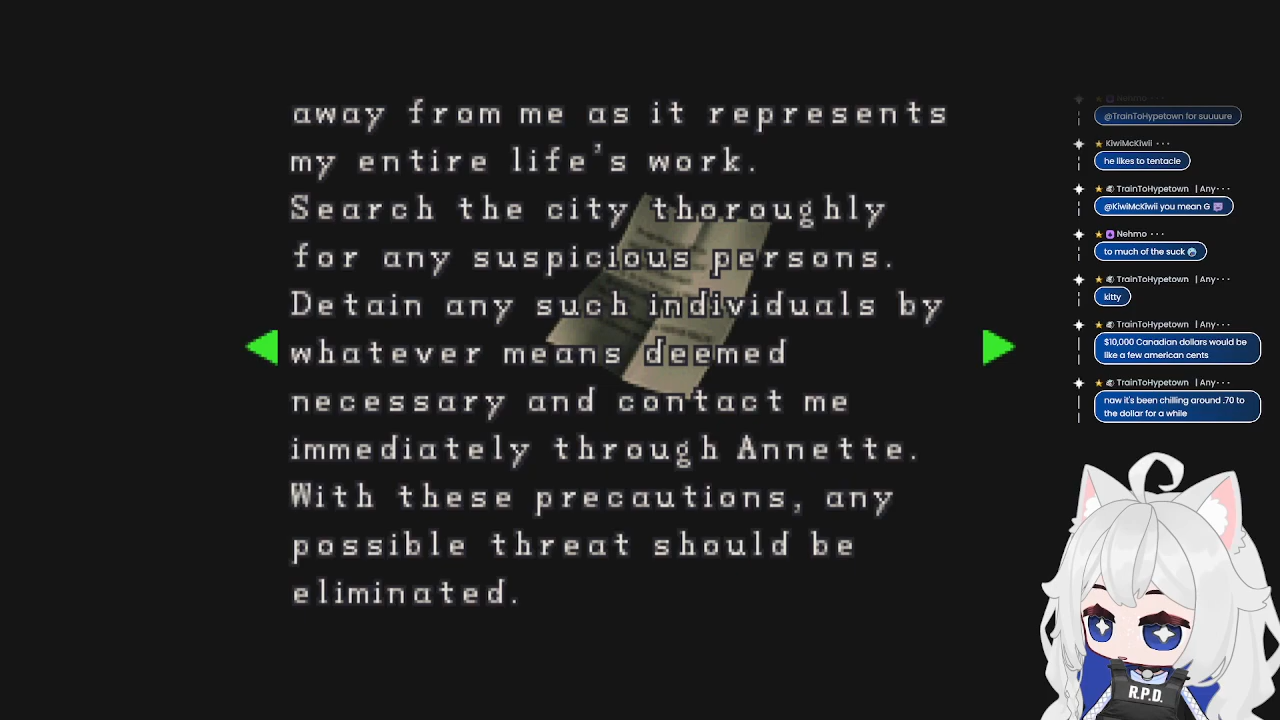 away from me as it represents
my entire life's work.
Search the city thoroughly
for any suspicious persons.
Detain any such individuals by
whatever means deemed
necessary and contact me
immediately through Annette.
With these precautions, any
possible threat should be
eliminated.
Nehmo ···
@TrainToHypetown for suuuure
KiwiMcKiwii ···
he likes to tentacle
TrainToHypetown | Any···
@KiwiMcKiwii you mean G
Nehmo ···
to much of the suck
TrainToHypetown | Any···
kitty
TrainToHypetown | Any···
$10,000 Canadian dollars would be
like a few american cents
TrainToHypetown | Any···
naw it's been chilling around .70 to
the dollar for a while
R.P.D.